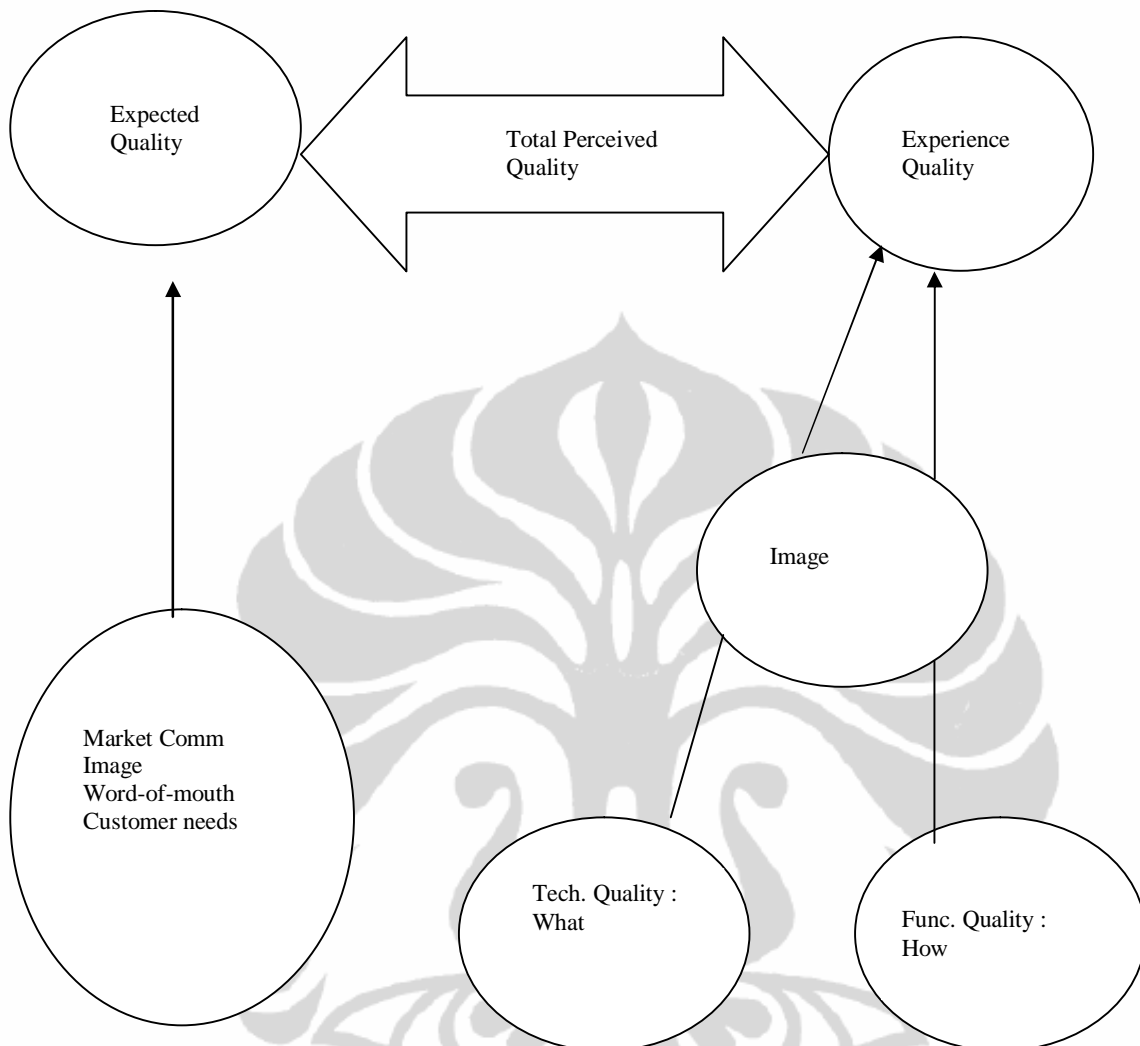 Expected
Quality
Total Perceived
Quality
Experience
Quality
Image
Market Comm
Image
Word-of-mouth
Customer needs
Tech. Quality :
What
Func. Quality :
How